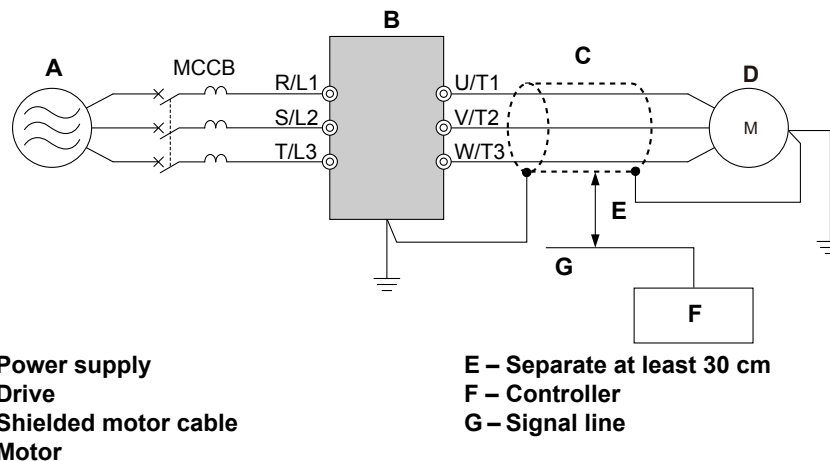 B
A
MCCB
C
D
R/L1
U/T1
S/L2
V/T2
M
T/L3
W/T3
E
G
F
Power supply
Drive
Shielded motor cable
Motor
E – Separate at least 30 cm
F – Controller
G – Signal line